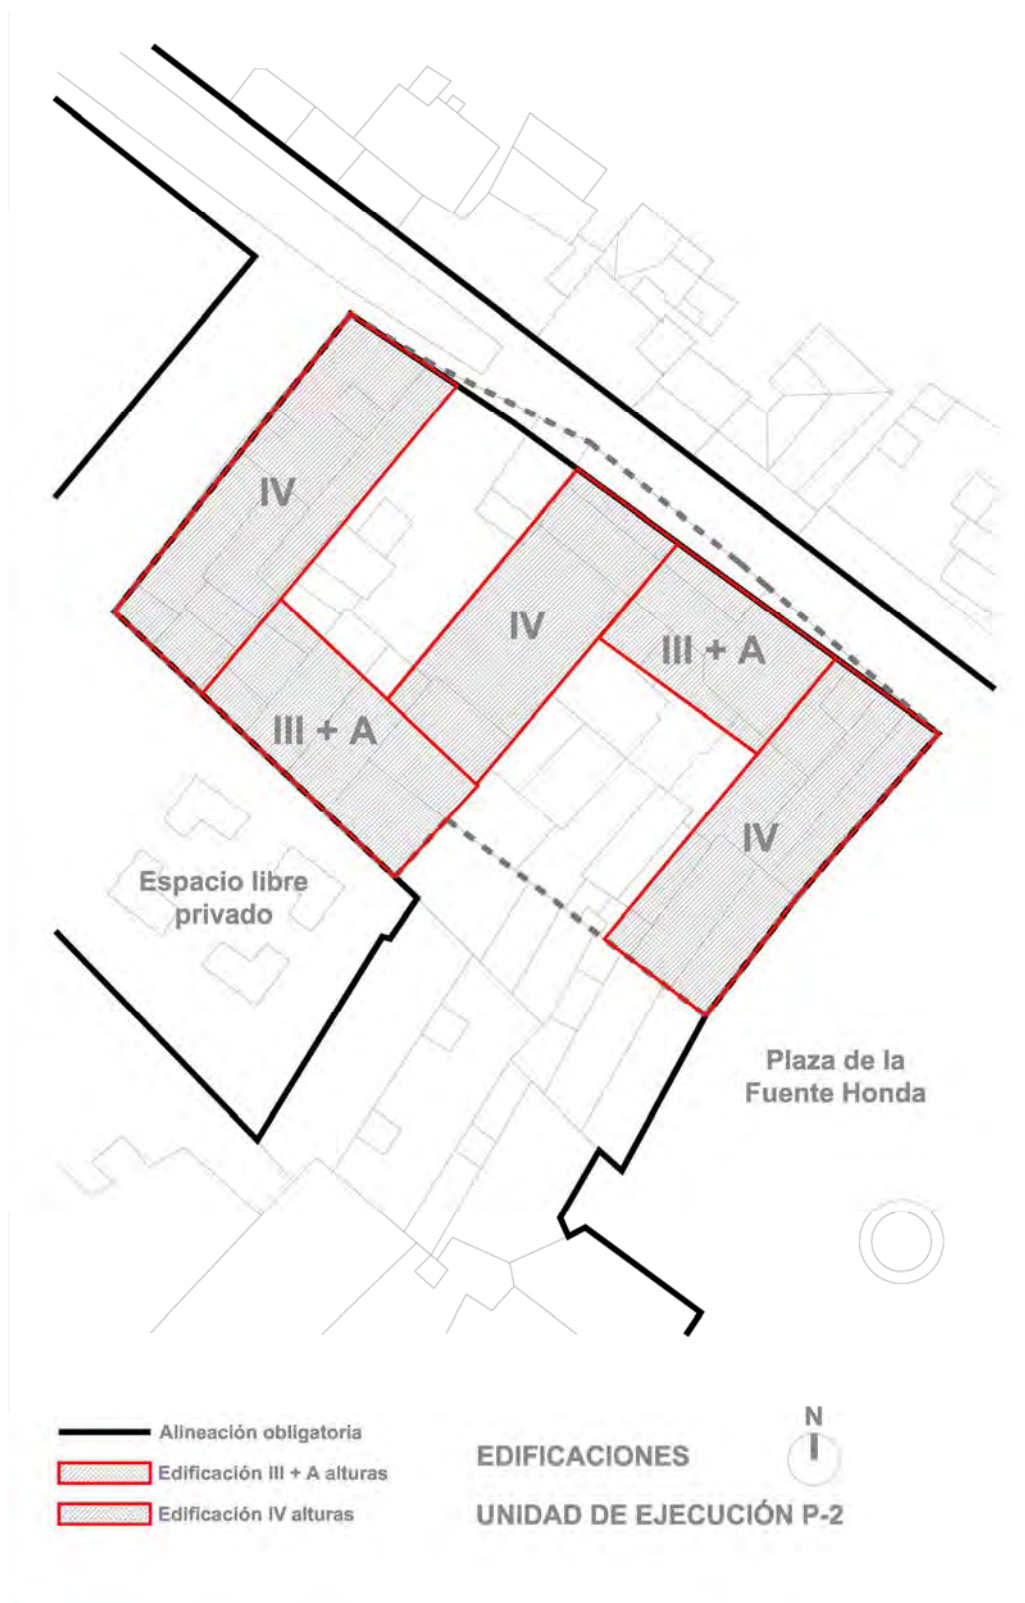 IV
IV
III + A
III + A
IV
Espacio libre
privado
Plaza de la
Fuente Honda
Alineación obligatoria
Edificación III + A alturas
Edificación IV alturas
EDIFICACIONES
UNIDAD DE EJECUCIÓN P-2
N